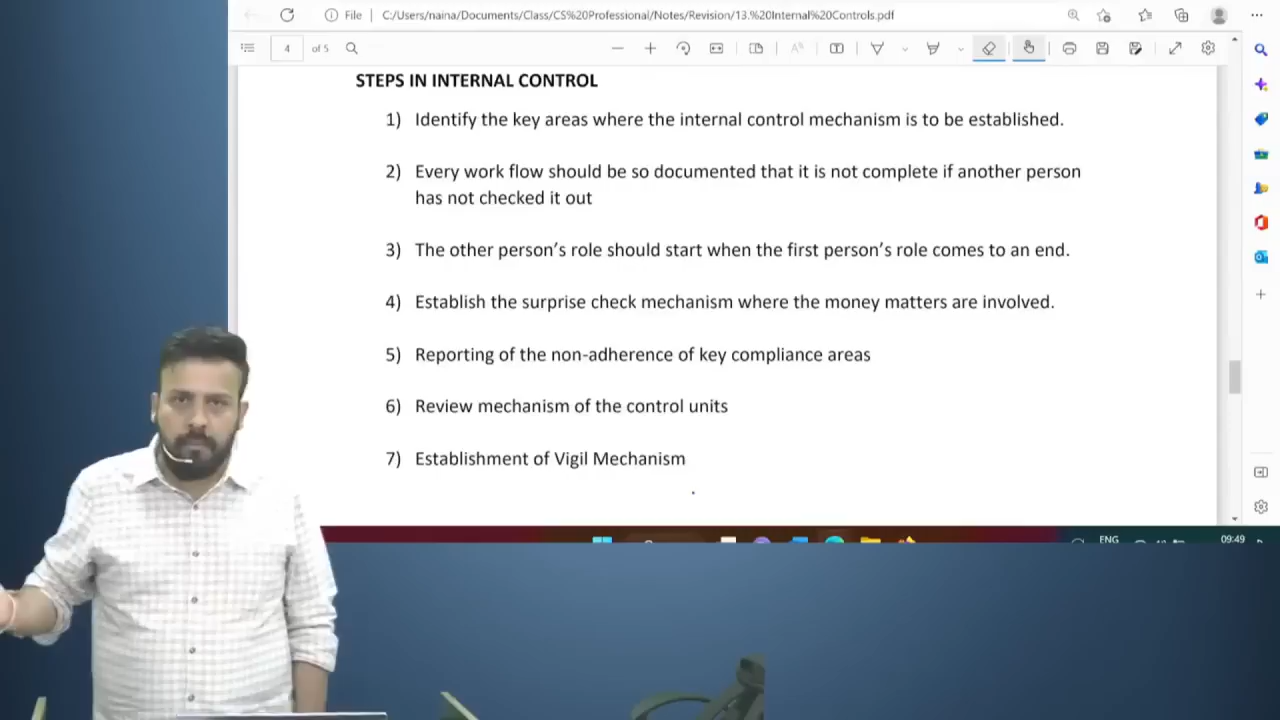 File
C:/Users/naina/Documents/Class/CS%20Professional/Notes/Revision/13.%20Internal%20Controls.pdf
4 of 5
STEPS IN INTERNAL CONTROL
1) Identify the key areas where the internal control mechanism is to be established.
2) Every work flow should be so documented that it is not complete if another person
has not checked it out
3) The other person's role should start when the first person's role comes to an end.
4) Establish the surprise check mechanism where the money matters are involved.
5) Reporting of the non-adherence of key compliance areas
6) Review mechanism of the control units
7) Establishment of Vigil Mechanism
ENG
09:49